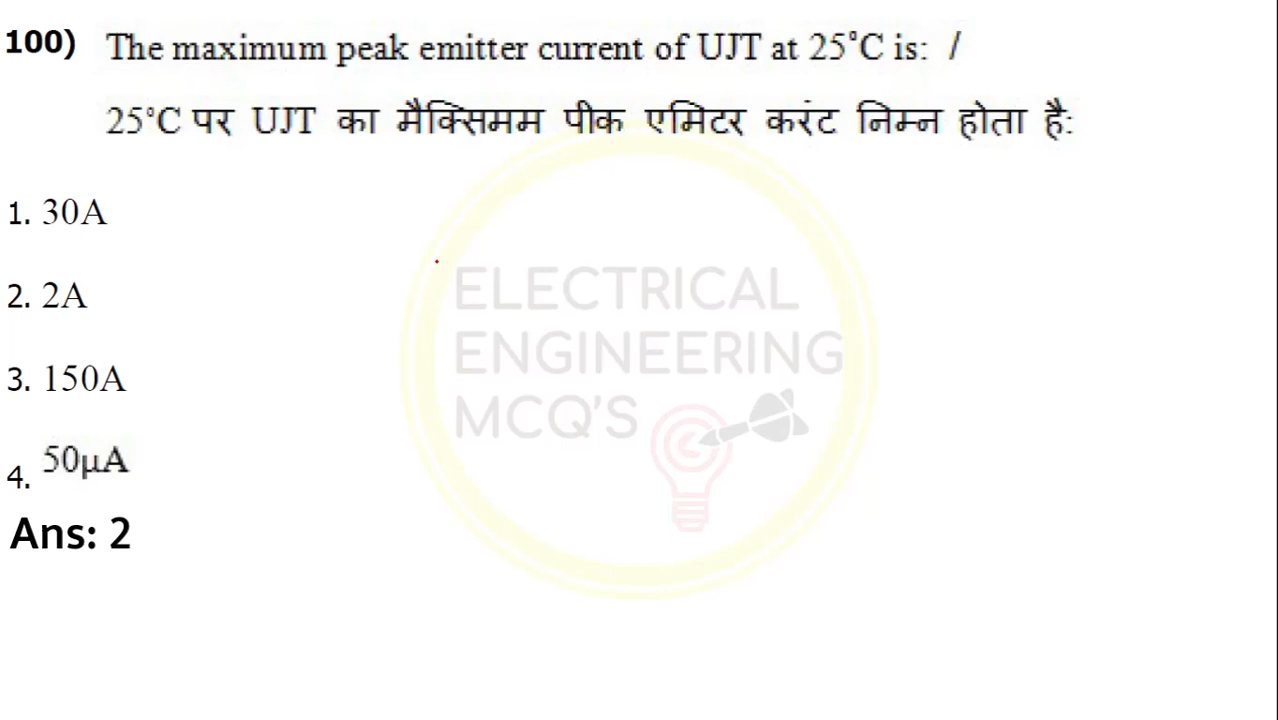 100) The maximum peak emitter current of UJT at 25°C is: /
25°C पर UJT का मैक्सिमम पीक एमिटर करंट निम्न होता है:
1. 30A
2. 2A
3. 150A
4. 50μA
Ans: 2
ELECTRICAL
ENGINEERING
MCQ'S